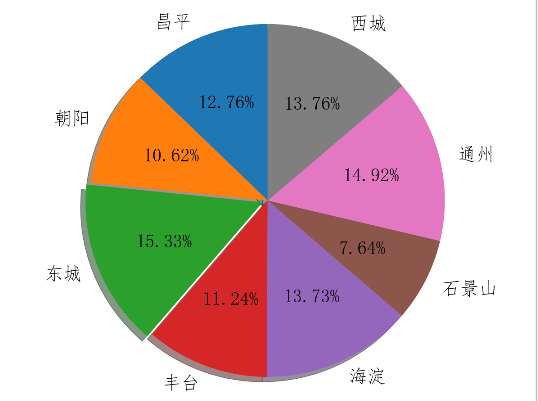 昌平
12.76%
朝阳
10.62%
东城
15.33%
丰台
11.24%
海淀
13.73%
石景山
7.64%
通州
14.92%
西城
13.76%